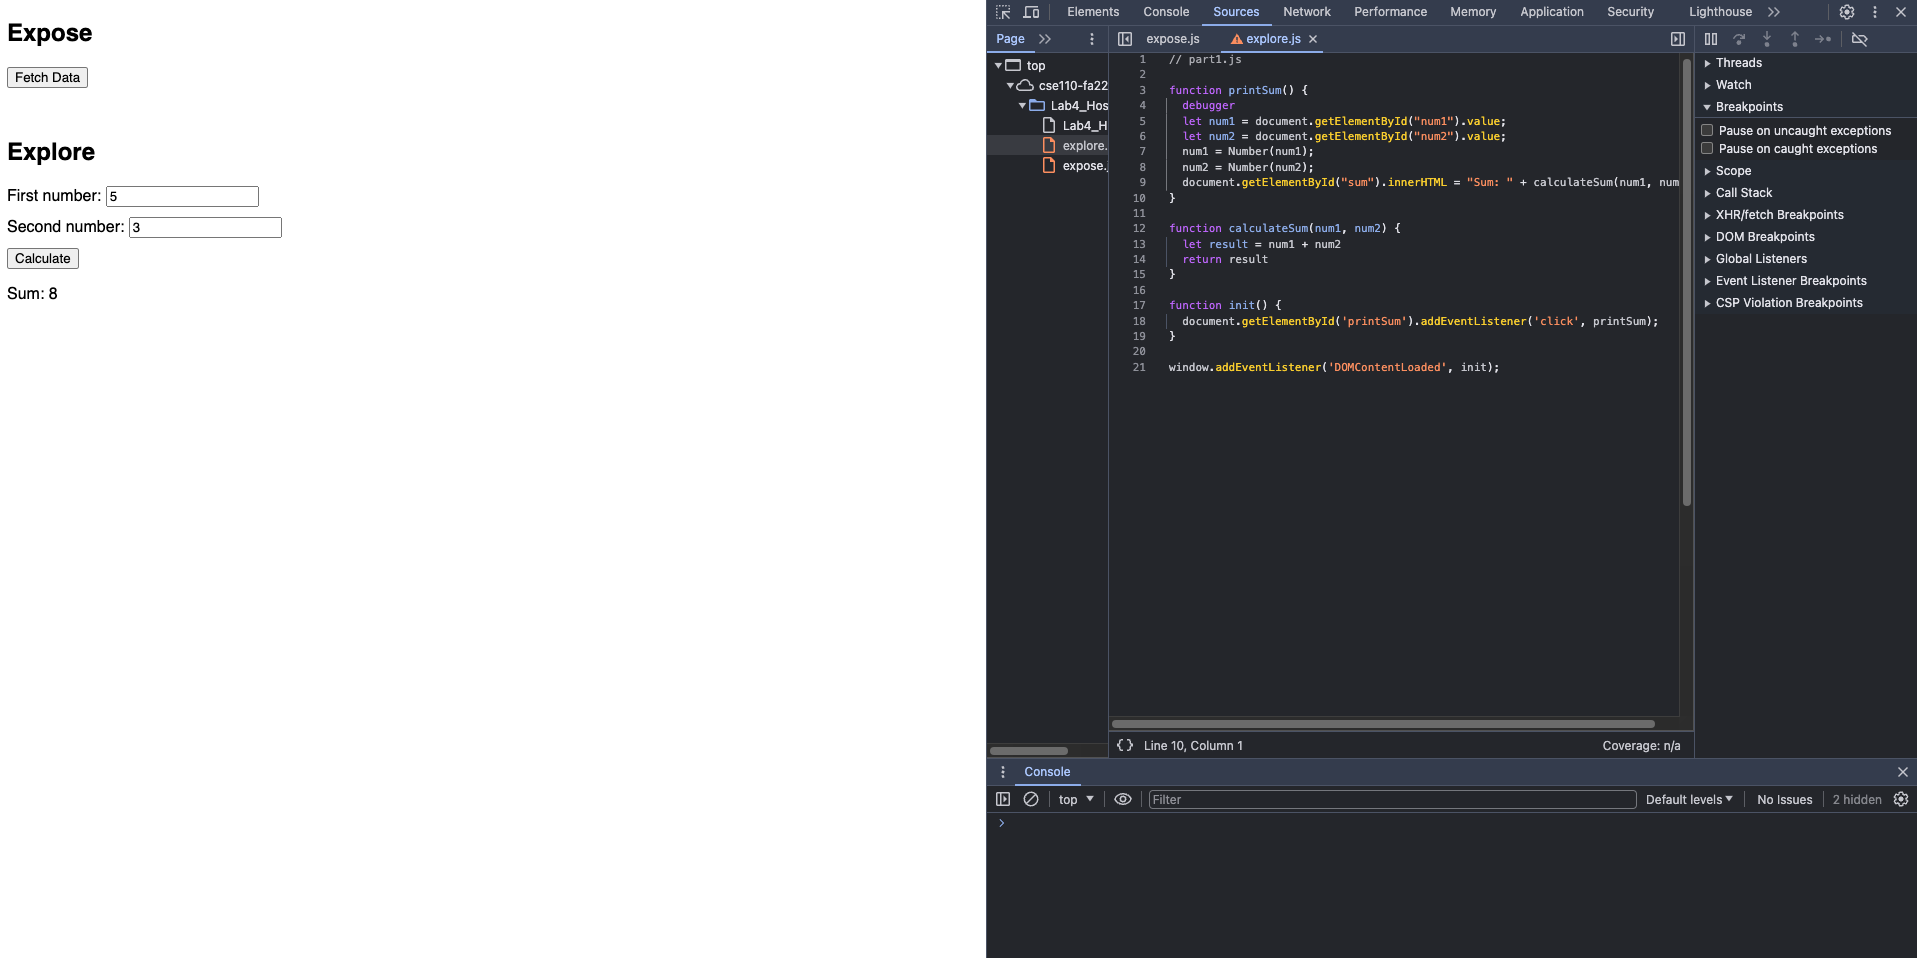 Expose
Fetch Data
Explore
First number: 5
Second number: 3
Calculate
Sum: 8
Elements Console Sources Network Performance Memory Application Security Lighthouse
Page
expose.js explore.js
top
cse110-fa22
Lab4_Hos
Lab4_H
explore.
expose.j
1 // part1.js
2
3 function printSum() {
4 debugger
5 let num1 = document.getElementById("num1").value;
6 let num2 = document.getElementById("num2").value;
7 num1 = Number(num1);
8 num2 = Number(num2);
9 document.getElementById("sum").innerHTML = "Sum: " + calculateSum(num1, num
10 }
11
12 function calculateSum(num1, num2) {
13 let result = num1 + num2
14 return result
15 }
16
17 function init() {
18 document.getElementById('printSum').addEventListener('click', printSum);
19 }
20
21 window.addEventListener('DOMContentLoaded', init);
{} Line 10, Column 1 Coverage: n/a
Threads
Watch
Breakpoints
Pause on uncaught exceptions
Pause on caught exceptions
Scope
Call Stack
XHR/fetch Breakpoints
DOM Breakpoints
Global Listeners
Event Listener Breakpoints
CSP Violation Breakpoints
Console
top Filter Default levels No Issues 2 hidden